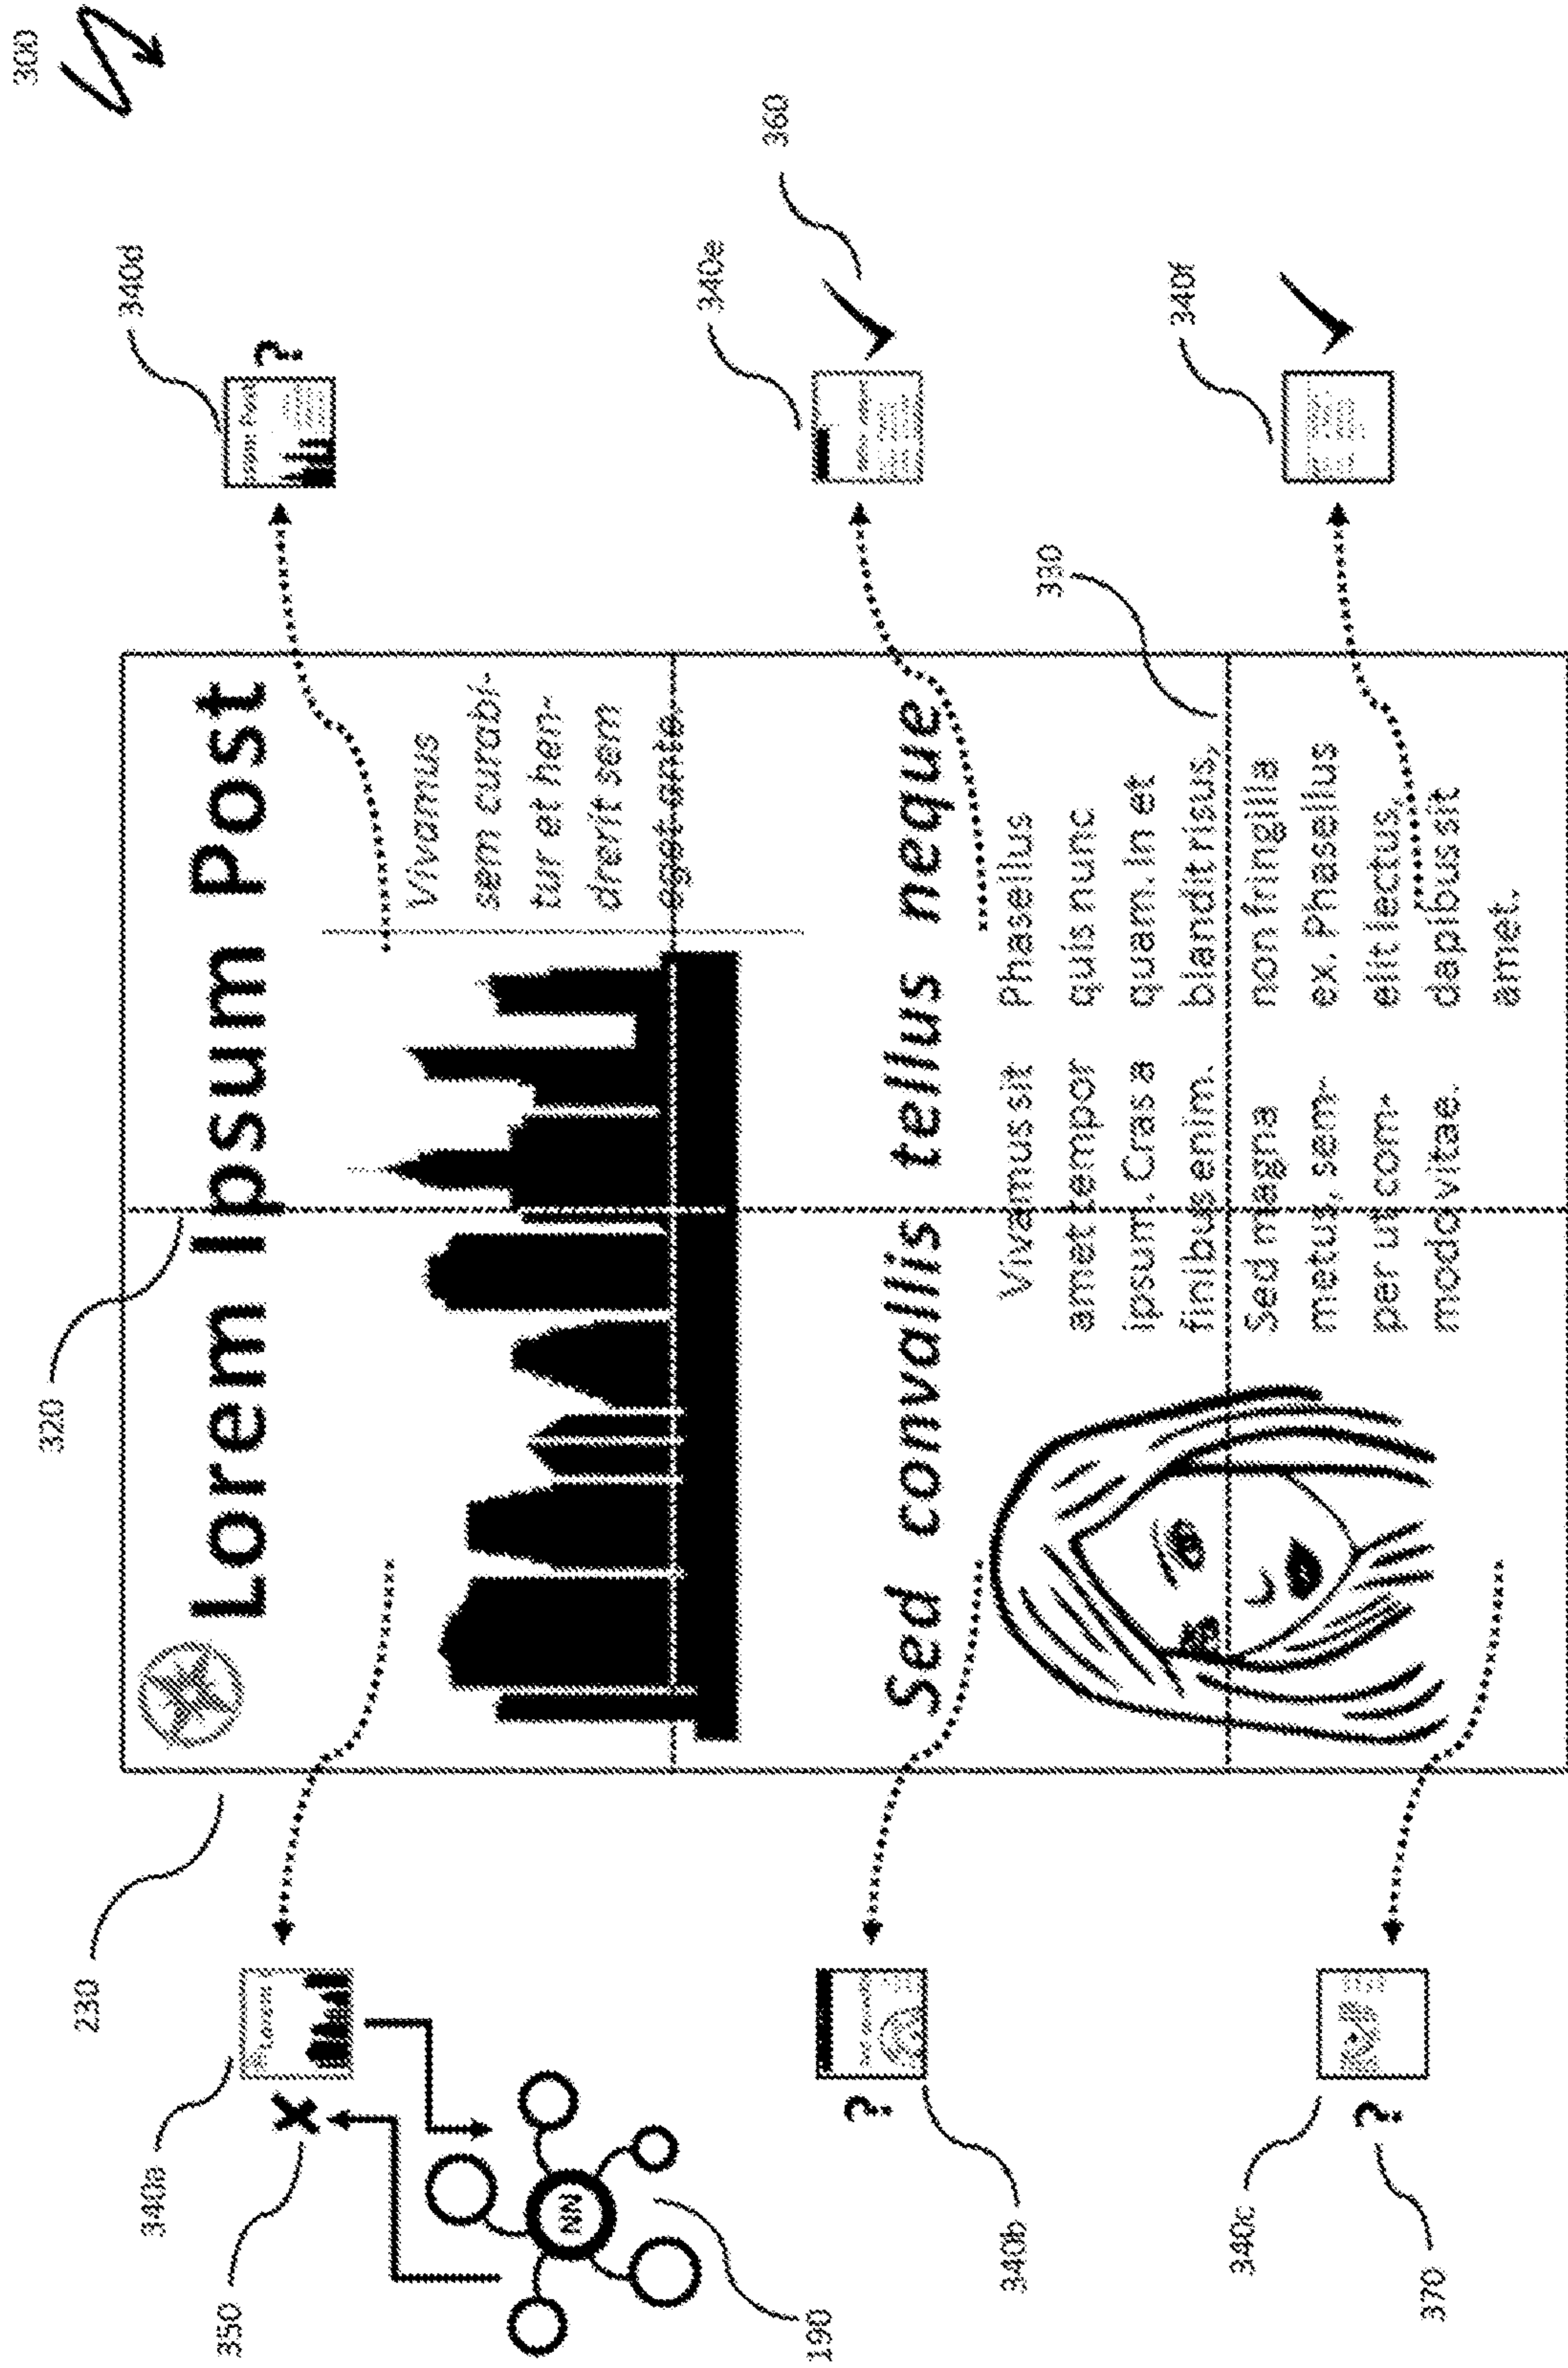 300
320
230
340d
Lorem Ipsum Post
340a
Lorem
?
X
350
Vivamus
sem curabi-
tur et hen-
drerit sem
eget ante.
NN
190
340e
360
Sed convallis tellus neque
?
340b
Vivamus sit
amet tempor
ipsum. Cras a
finibus enim.
Sed magna
metus, sem-
per ut com-
modo vitae.
Phasellus
quis nunc
quam. In et
blandit risus,
non fringilla
ex. Phasellus
elit lectus,
dapibus sit
amet.
330
340f
340c
?
370